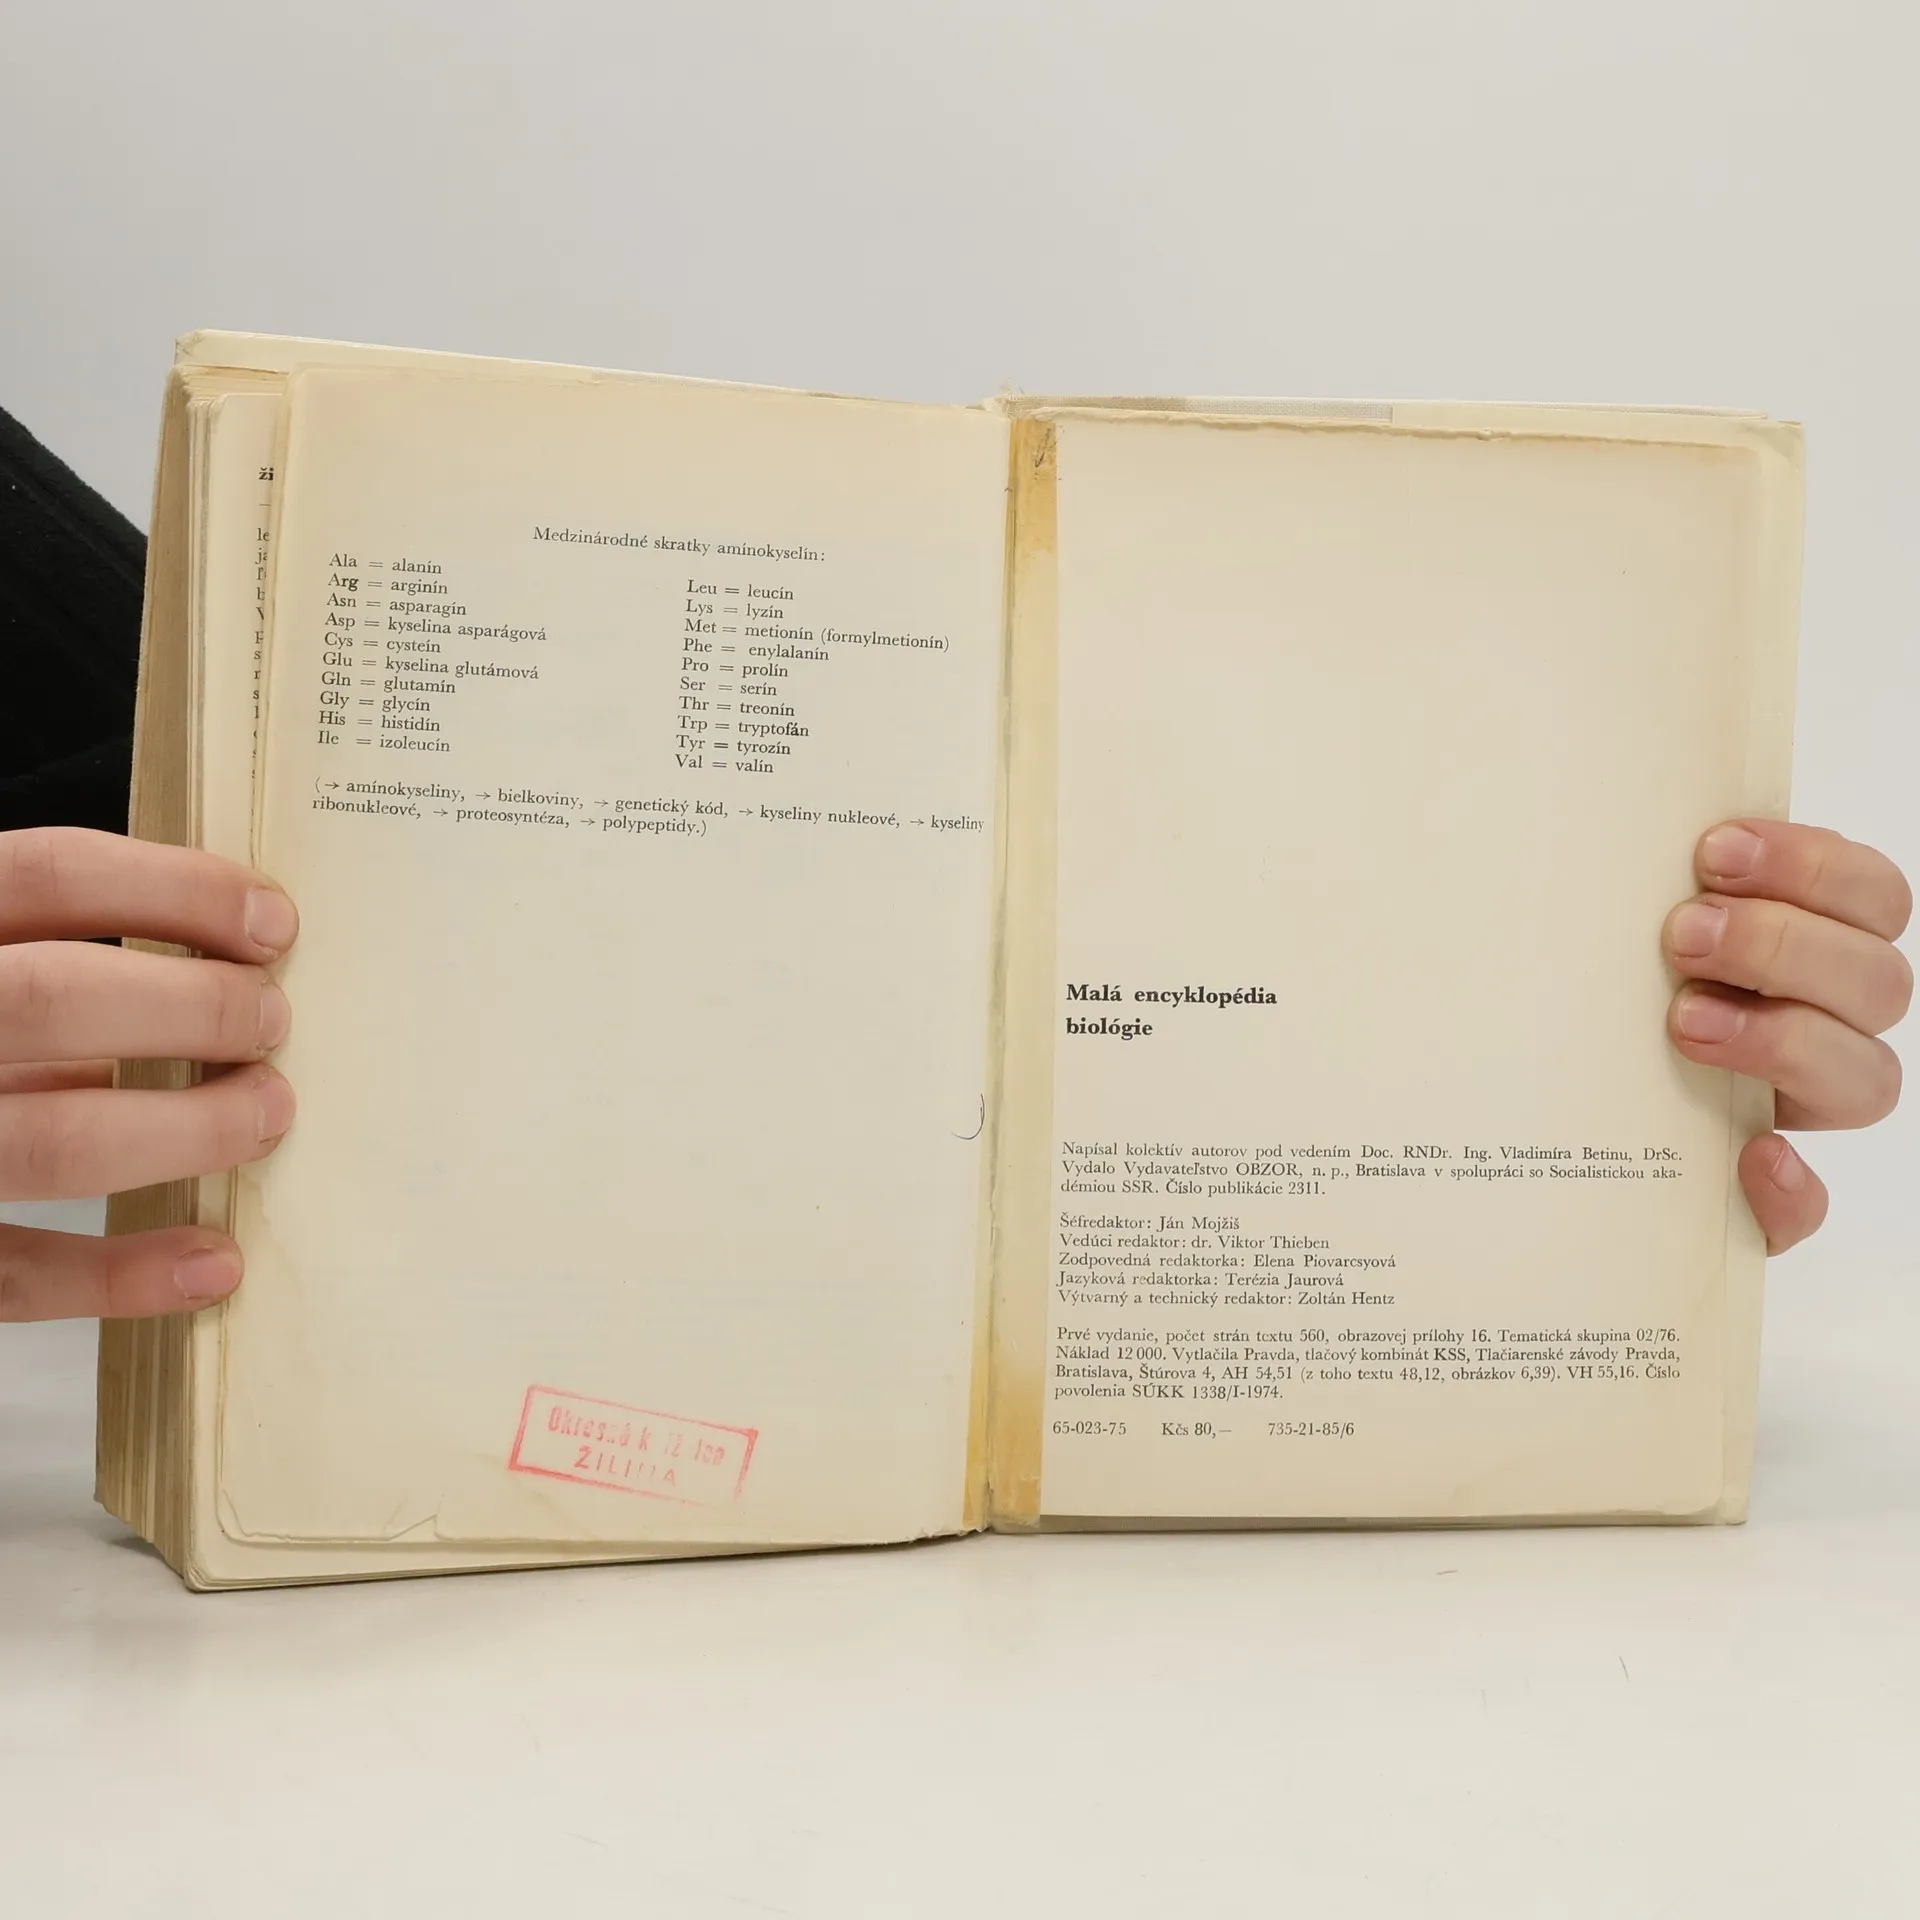 Medzinárodné skratky amínokyselín:
Ala = alanín
Arg = arginín
Asn = asparagín
Asp = kyselina asparágová
Cys = cysteín
Glu = kyselina glutámová
Gln = glutamín
Gly = glycín
His = histidín
Ile = izoleucín
Leu = leucín
Lys = lyzín
Met = metionín (formylmetionín)
Phe = enylalanín
Pro = prolín
Ser = serín
Thr = treonín
Trp = tryptofán
Tyr = tyrozín
Val = valín
(→ amínokyseliny, → bielkoviny, → genetický kód, → kyseliny nukleové, → kyseliny
ribonukleové, → proteosyntéza, → polypeptidy.)
ŽILINA
Malá encyklopédia
biológie
Napísal kolektív autorov pod vedením Doc. RNDr. Ing. Vladimíra Betinu, DrSc.
Vydalo Vydavateľstvo OBZOR, n. p., Bratislava v spolupráci so Socialistickou aka-
démiou SSR. Číslo publikácie 2311.
Šéfredaktor: Ján Mojžiš
Vedúci redaktor: dr. Viktor Thieben
Zodpovedná redaktorka: Elena Piovarcsyová
Jazyková redaktorka: Terézia Jaurová
Výtvarný a technický redaktor: Zoltán Hentz
Prvé vydanie, počet strán textu 560, obrazovej prílohy 16. Tematická skupina 02/76.
Náklad 12 000. Vytlačila Pravda, tlačový kombinát KSS, Tlačiarenské závody Pravda,
Bratislava, Štúrova 4, AH 54,51 (z toho textu 48,12, obrázkov 6,39). VH 55,16. Číslo
povolenia SÚKK 1338/I-1974.
65-023-75 Kčs 80,— 735-21-85/6